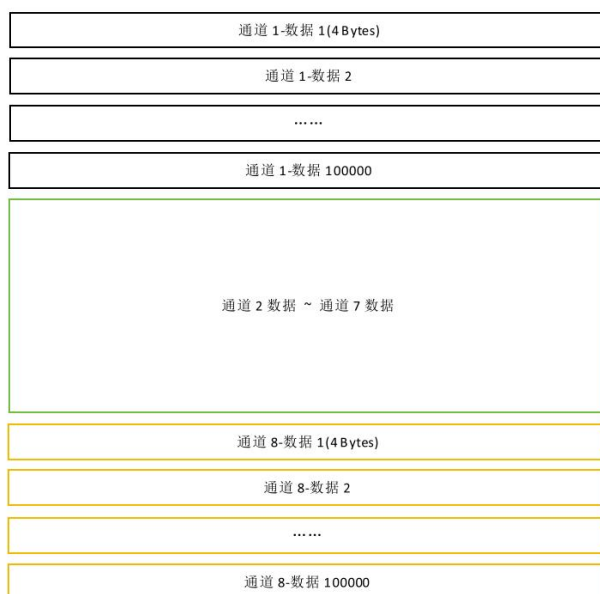 通道 1-数据 1(4 Bytes)
通道 1-数据 2
……
通道 1-数据 100000
通道 2 数据 ~ 通道 7 数据
通道 8-数据 1(4 Bytes)
通道 8-数据 2
……
通道 8-数据 100000